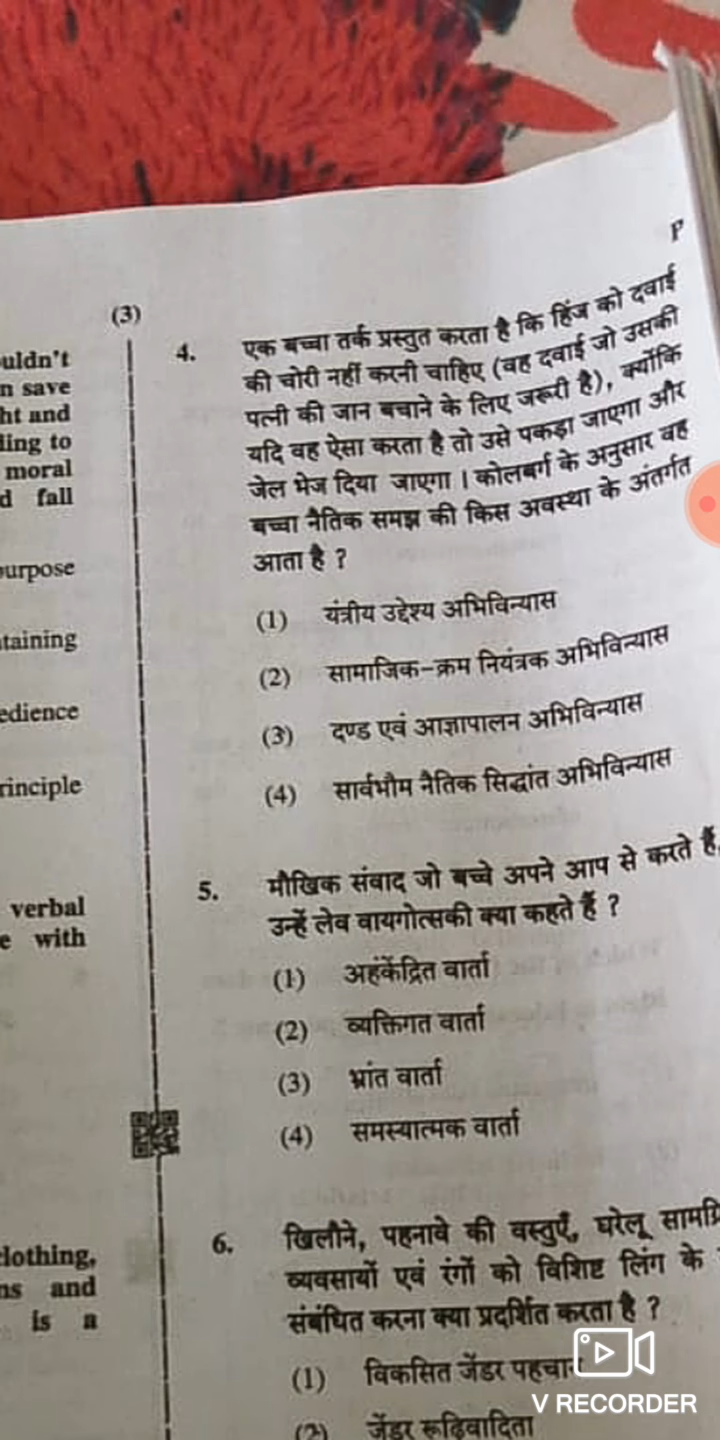 P
(3)
uldn't
n save
ht and
ling to
moral
d fall
urpose
taining
edience
rinciple
verbal
e with
clothing,
ns and
is a
4. एक बच्चा तर्क प्रस्तुत करता है कि हिंज को दवाई
की चोरी नहीं करनी चाहिए (वह दवाई जो उसकी
पत्नी की जान बचाने के लिए जरूरी है), क्योंकि
यदि वह ऐसा करता है तो उसे पकड़ा जाएगा और
जेल भेज दिया जाएगा । कोलबर्ग के अनुसार वह
बच्चा नैतिक समझ की किस अवस्था के अंतर्गत
आता है ?
(1) यंत्रीय उद्देश्य अभिविन्यास
(2) सामाजिक-क्रम नियंत्रक अभिविन्यास
(3) दण्ड एवं आज्ञापालन अभिविन्यास
(4) सार्वभौम नैतिक सिद्धांत अभिविन्यास
5. मौखिक संवाद जो बच्चे अपने आप से करते हैं,
उन्हें लेव वायगोत्सकी क्या कहते हैं ?
(1) अहंकेंद्रित वार्ता
(2) व्यक्तिगत वार्ता
(3) भ्रांत वार्ता
(4) समस्यात्मक वार्ता
6. खिलौने, पहनावे की वस्तुएँ, घरेलू सामग्रि
व्यवसायों एवं रंगों को विशिष्ट लिंग के
संबंधित करना क्या प्रदर्शित करता है ?
(1) विकसित जेंडर पहचान
(2) जेंडर रूढ़िवादिता
V RECORDER